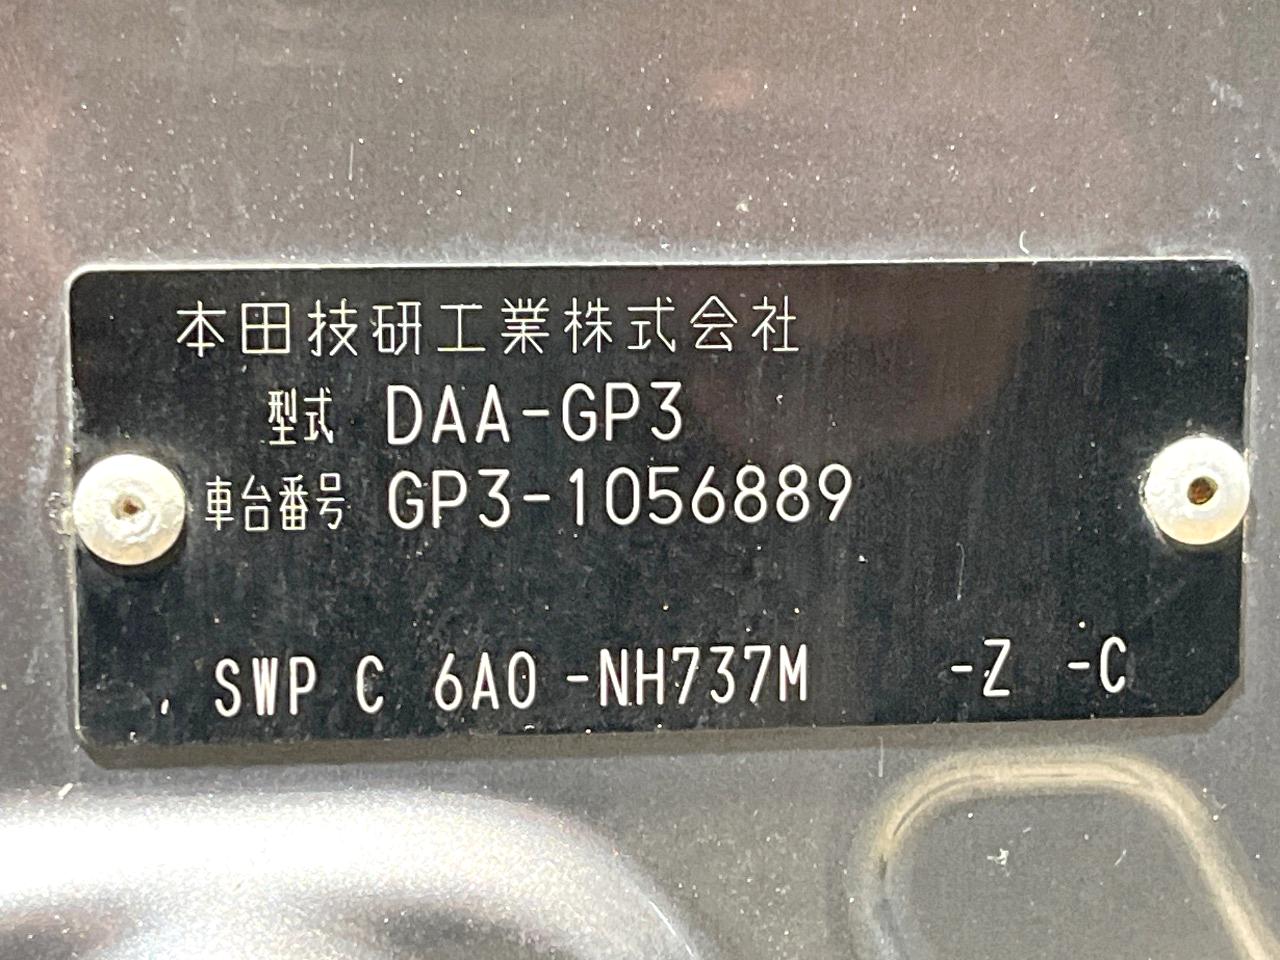 本田技研工業株式会社
型式 DAA-GP3
車台番号 GP3-1056889
SWP C 6A0 -NH737M -Z -C